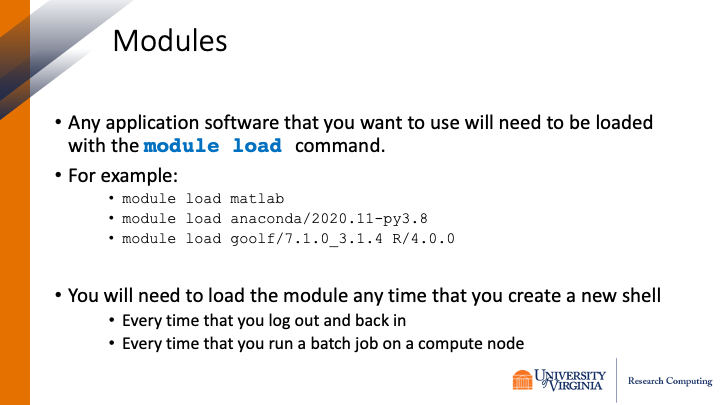 Modules
• Any application software that you want to use will need to be loaded
with the module load command.
• For example:
• module load matlab
• module load anaconda/2020.11-py3.8
• module load goolf/7.1.0_3.1.4 R/4.0.0
• You will need to load the module any time that you create a new shell
• Every time that you log out and back in
• Every time that you run a batch job on a compute node
UNIVERSITY
of VIRGINIA
Research Computing